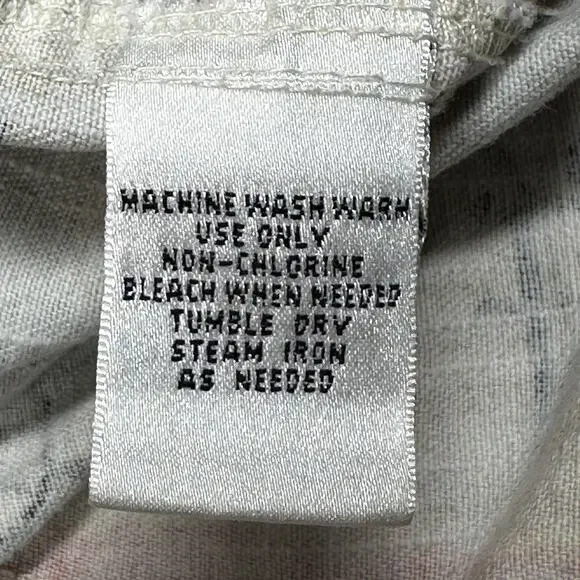 MACHINE WASH WARM
USE ONLY
NON-CHLORINE
BLEACH WHEN NEEDED
TUMBLE DRY
STEAM IRON
AS NEEDED